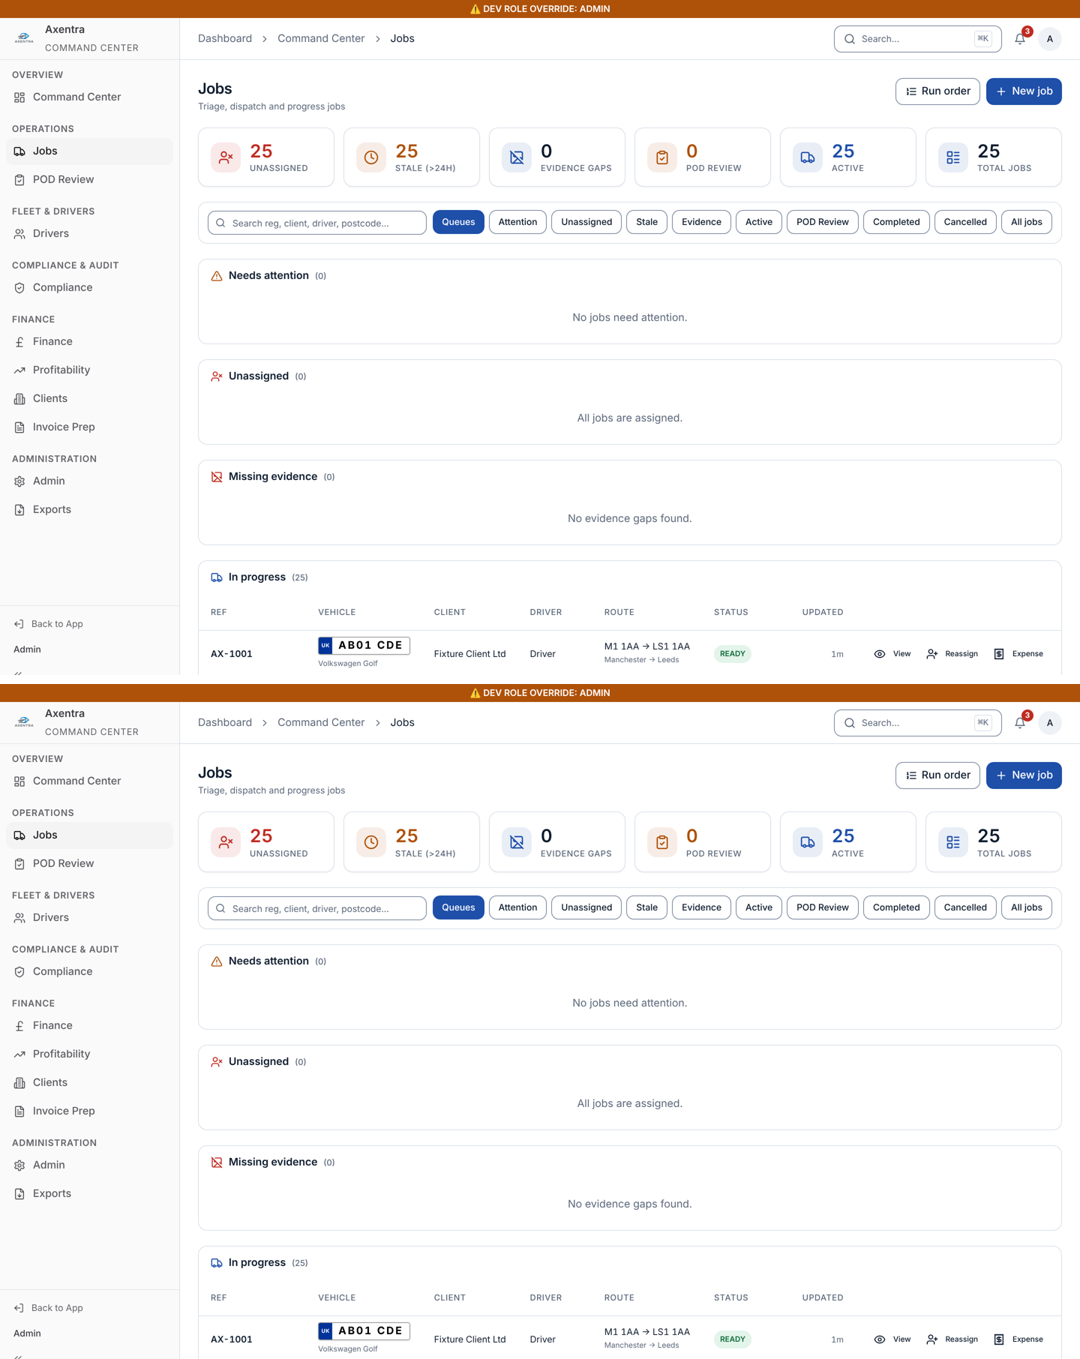 ⚠️ DEV ROLE OVERRIDE: ADMIN
Axentra
COMMAND CENTER
Dashboard > Command Center > Jobs
Search... ⌘K
3
A
OVERVIEW
Command Center
OPERATIONS
Jobs
POD Review
FLEET & DRIVERS
Drivers
COMPLIANCE & AUDIT
Compliance
FINANCE
Finance
Profitability
Clients
Invoice Prep
ADMINISTRATION
Admin
Exports
Back to App
Admin
Jobs
Triage, dispatch and progress jobs
Run order
New job
25 UNASSIGNED
25 STALE (>24H)
0 EVIDENCE GAPS
0 POD REVIEW
25 ACTIVE
25 TOTAL JOBS
Search reg, client, driver, postcode...
Queues Attention Unassigned Stale Evidence Active POD Review Completed Cancelled All jobs
Needs attention (0)
No jobs need attention.
Unassigned (0)
All jobs are assigned.
Missing evidence (0)
No evidence gaps found.
In progress (25)
REF VEHICLE CLIENT DRIVER ROUTE STATUS UPDATED
AX-1001 UK AB01 CDE Fixture Client Ltd Driver M1 1AA → LS1 1AA READY 1m View Reassign Expense
Volkswagen Golf Manchester → Leeds
⚠️ DEV ROLE OVERRIDE: ADMIN
Axentra
COMMAND CENTER
Dashboard > Command Center > Jobs
Search... ⌘K
3
A
OVERVIEW
Command Center
OPERATIONS
Jobs
POD Review
FLEET & DRIVERS
Drivers
COMPLIANCE & AUDIT
Compliance
FINANCE
Finance
Profitability
Clients
Invoice Prep
ADMINISTRATION
Admin
Exports
Back to App
Admin
Jobs
Triage, dispatch and progress jobs
Run order
New job
25 UNASSIGNED
25 STALE (>24H)
0 EVIDENCE GAPS
0 POD REVIEW
25 ACTIVE
25 TOTAL JOBS
Search reg, client, driver, postcode...
Queues Attention Unassigned Stale Evidence Active POD Review Completed Cancelled All jobs
Needs attention (0)
No jobs need attention.
Unassigned (0)
All jobs are assigned.
Missing evidence (0)
No evidence gaps found.
In progress (25)
REF VEHICLE CLIENT DRIVER ROUTE STATUS UPDATED
AX-1001 UK AB01 CDE Fixture Client Ltd Driver M1 1AA → LS1 1AA READY 1m View Reassign Expense
Volkswagen Golf Manchester → Leeds